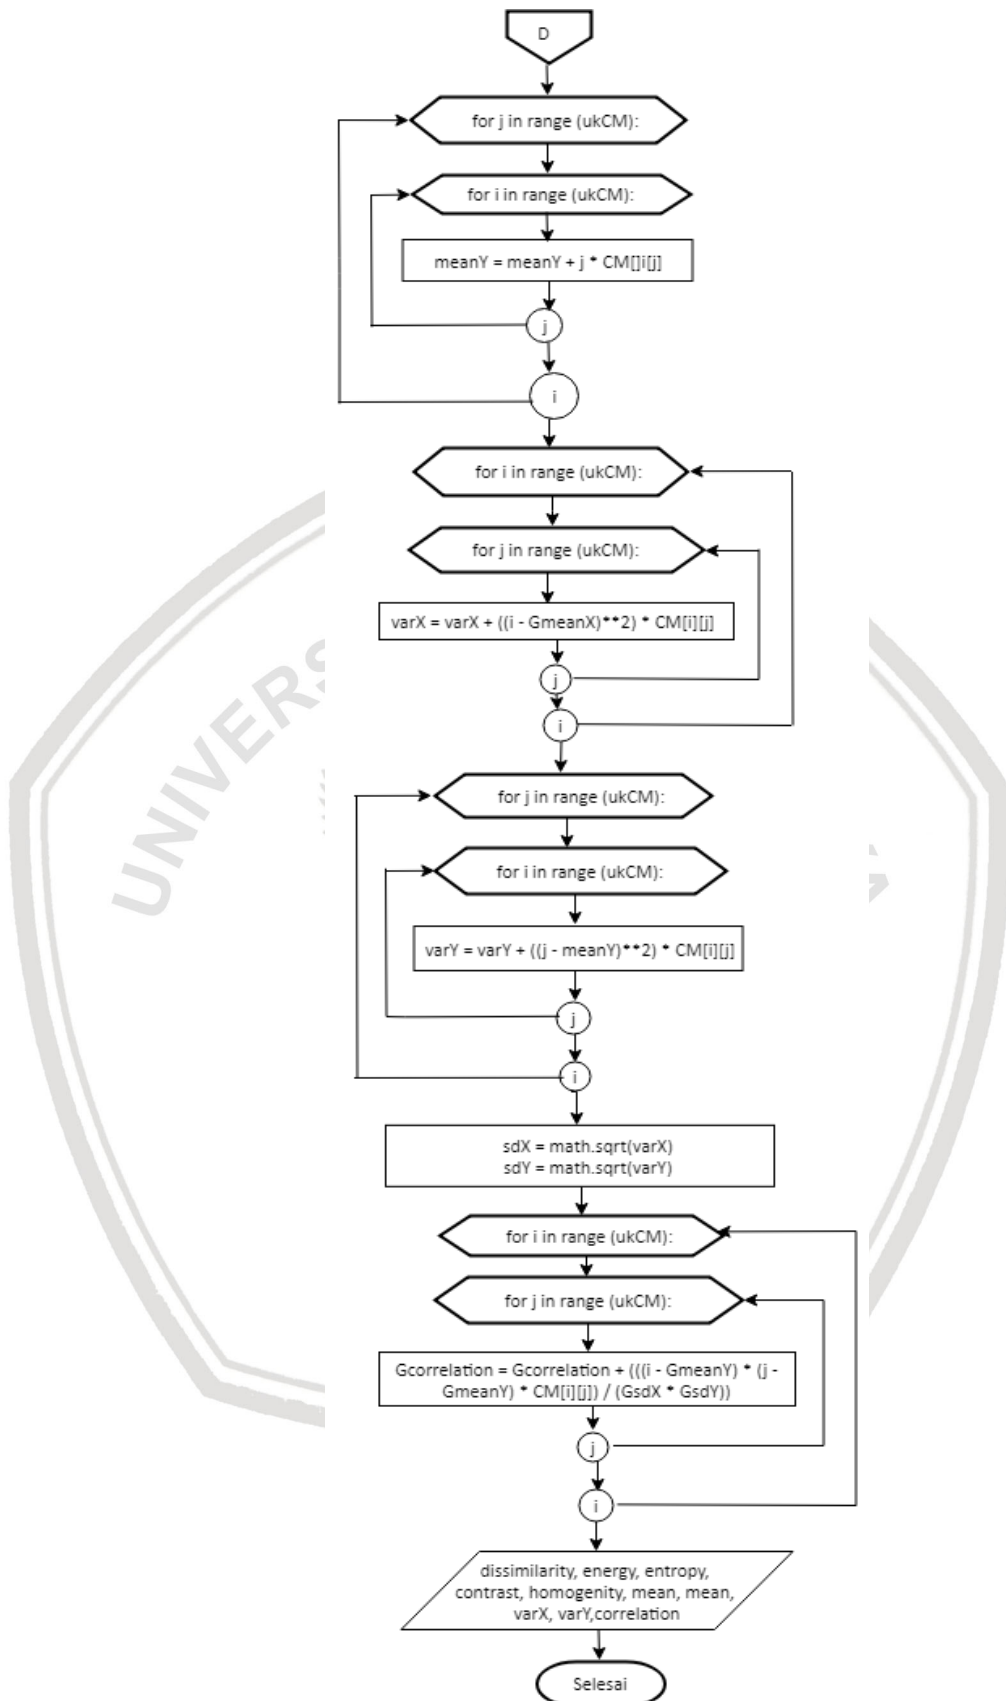 D
for j in range (ukCM):
for i in range (ukCM):
meanY = meanY + j * CM[]i[j]
j
i
for i in range (ukCM):
for j in range (ukCM):
varX = varX + ((i - GmeanX)**2) * CM[i][j]
j
i
for j in range (ukCM):
for i in range (ukCM):
varY = varY + ((j - meanY)**2) * CM[i][j]
j
i
sdX = math.sqrt(varX)
sdY = math.sqrt(varY)
for i in range (ukCM):
for j in range (ukCM):
Gcorrelation = Gcorrelation + (((i - GmeanY) * (j -
GmeanY) * CM[i][j]) / (GsdX * GsdY))
j
i
dissimilarity, energy, entropy,
contrast, homogenity, mean, mean,
varX, varY,correlation
Selesai